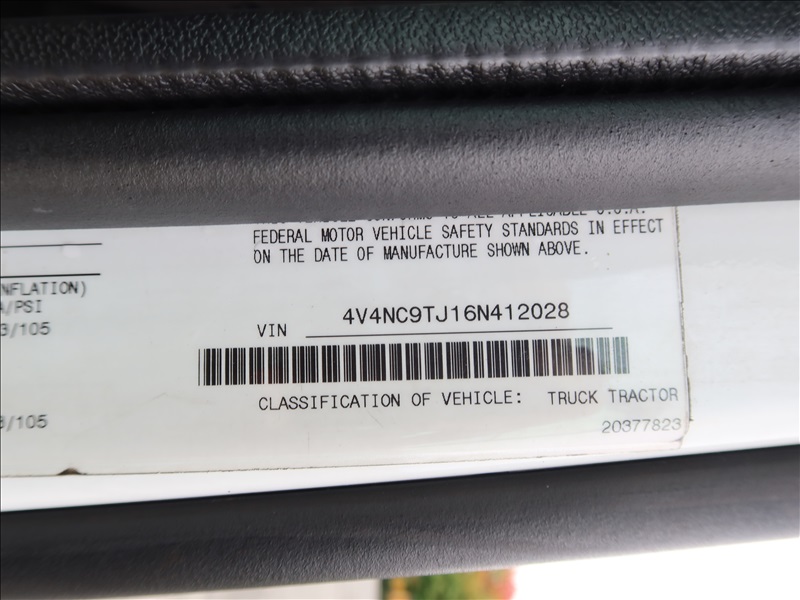 FEDERAL MOTOR VEHICLE SAFETY STANDARDS IN EFFECT
ON THE DATE OF MANUFACTURE SHOWN ABOVE.
NFLATION)
/PSI
3/105
VIN 4V4NC9TJ16N412028
/105
CLASSIFICATION OF VEHICLE: TRUCK TRACTOR
20377823